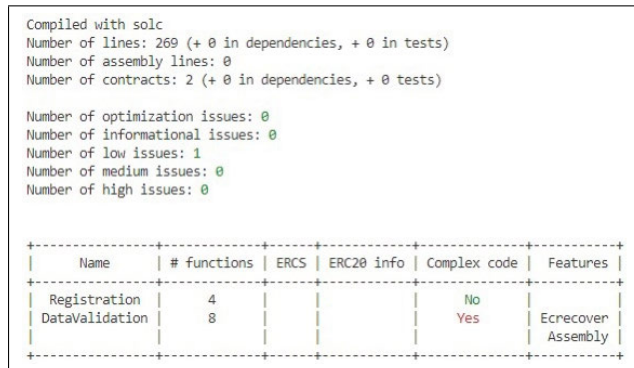 Compiled with solc
Number of lines: 269 (+ 0 in dependencies, + 0 in tests)
Number of assembly lines: 0
Number of contracts: 2 (+ 0 in dependencies, + 0 tests)
Number of optimization issues: 0
Number of informational issues: 0
Number of low issues: 1
Number of medium issues: 0
Number of high issues: 0
+---------------+-------------+------+------------+--------------+-----------+
| Name | # functions | ERCS | ERC20 info | Complex code | Features |
+---------------+-------------+------+------------+--------------+-----------+
| Registration | 4 | | | No | |
| DataValidation | 8 | | | Yes | Ecrecover |
| | | | | | Assembly |
+---------------+-------------+------+------------+--------------+-----------+